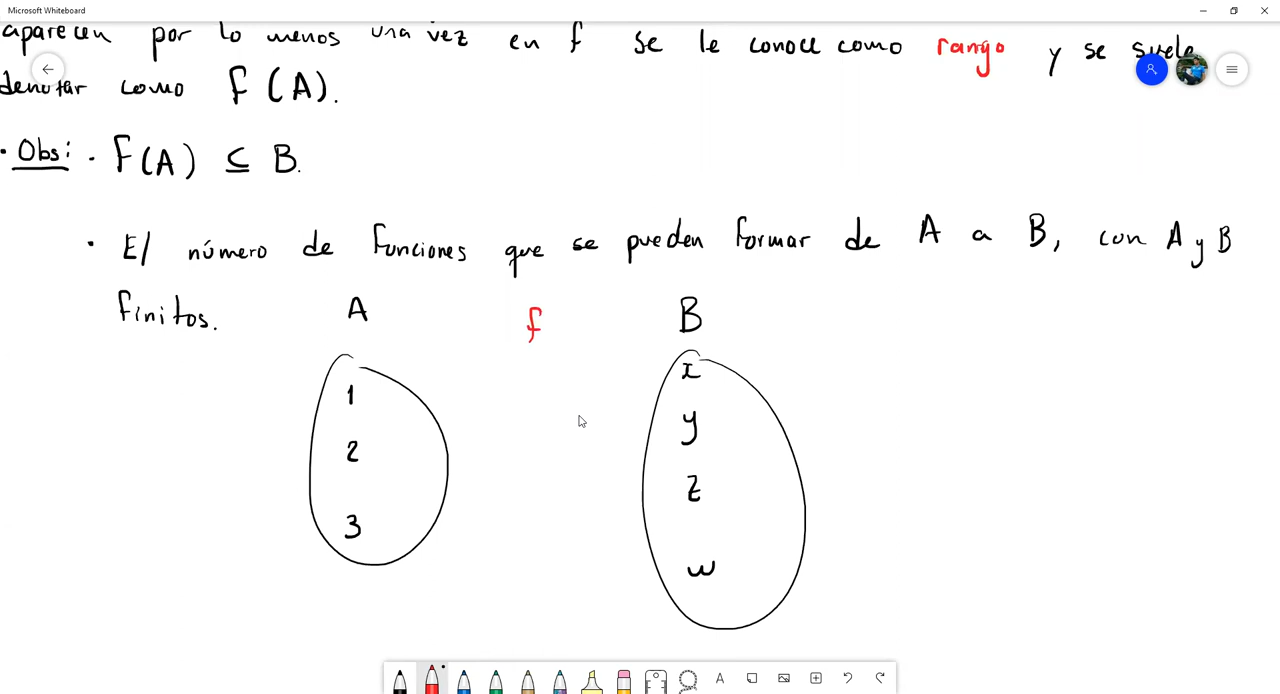 Microsoft Whiteboard
aparecen por lo menos una vez en f se le conoce como rango y se suele
denotar como f(A).
• Obs: • f(A) ⊆ B.
• El número de funciones que se pueden formar de A a B, con A y B
finitos.
A f B
1 x
2 y
3 z
w
A